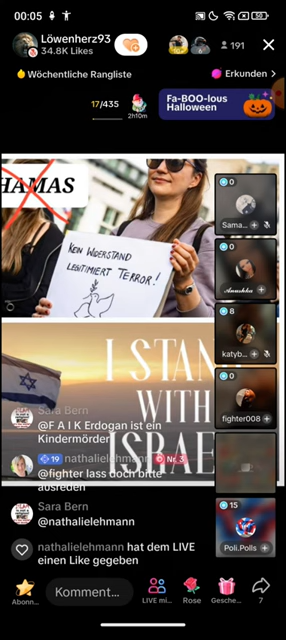 00:05
50
Löwenherz93
34.8K Likes
191
Wöchentliche Rangliste
Erkunden >
17/435
2h10m
Fa-BOO-lous
Halloween
HAMAS
KEIN WIDERSTAND
LEGITIMIERT TERROR!
0
Sama...
0
Anushka
8
katyb...
0
fighter008
15
Poli.Polls
I STAN
WITH
ISRAE
Sara Bern
@F A I K Erdogan ist ein
Kindermörder
19 nathalielehmann Nr. 3
@fighter lass doch bitte
ausreden
Sara Bern
@nathalielehmann
nathalielehmann hat dem LIVE
einen Like gegeben
Abonn...
Komment...
LIVE mi...
Rose
Gesche...
7